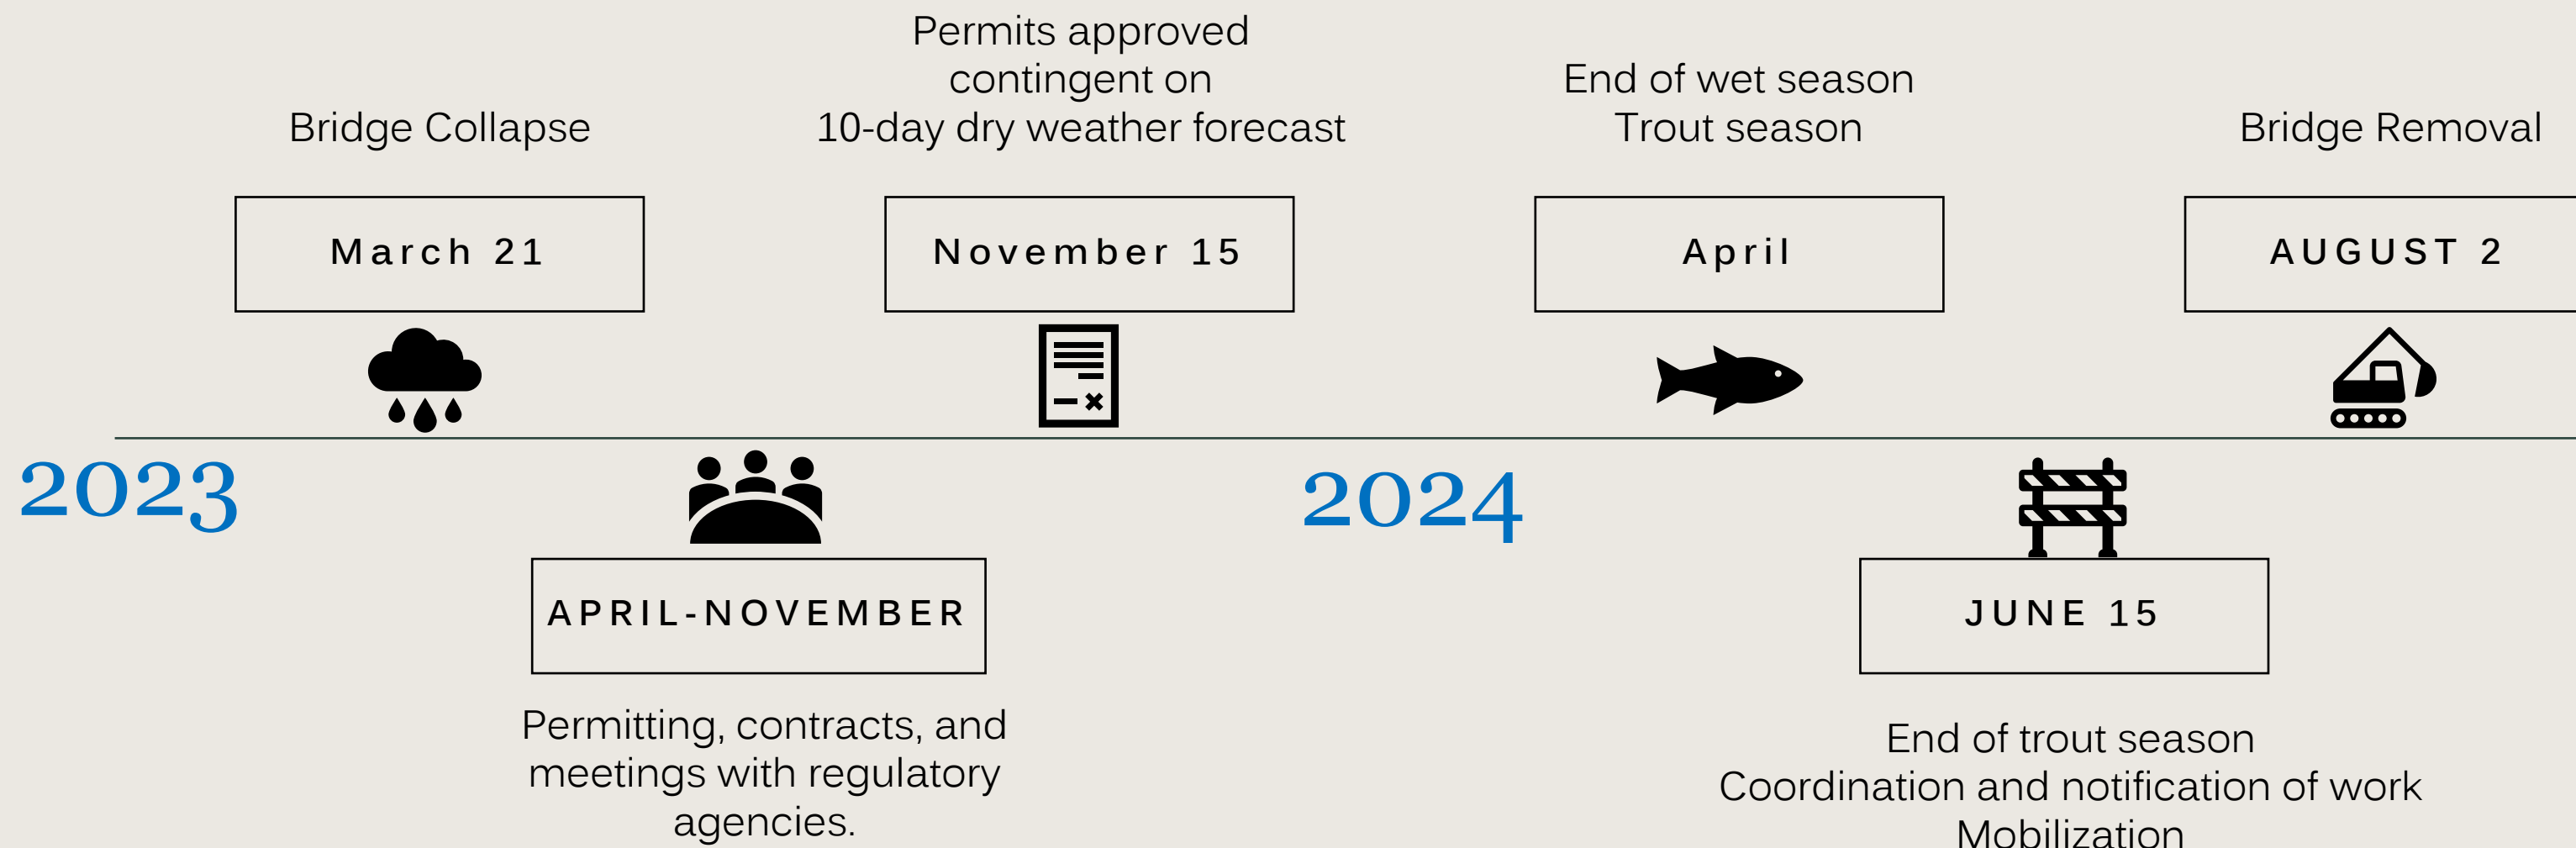 Bridge Collapse
March 21
Permits approved
contingent on
10-day dry weather forecast
November 15
End of wet season
Trout season
April
Bridge Removal
AUGUST 2
2023
2024
APRIL-NOVEMBER
Permitting, contracts, and
meetings with regulatory
agencies.
JUNE 15
End of trout season
Coordination and notification of work
Mobilization